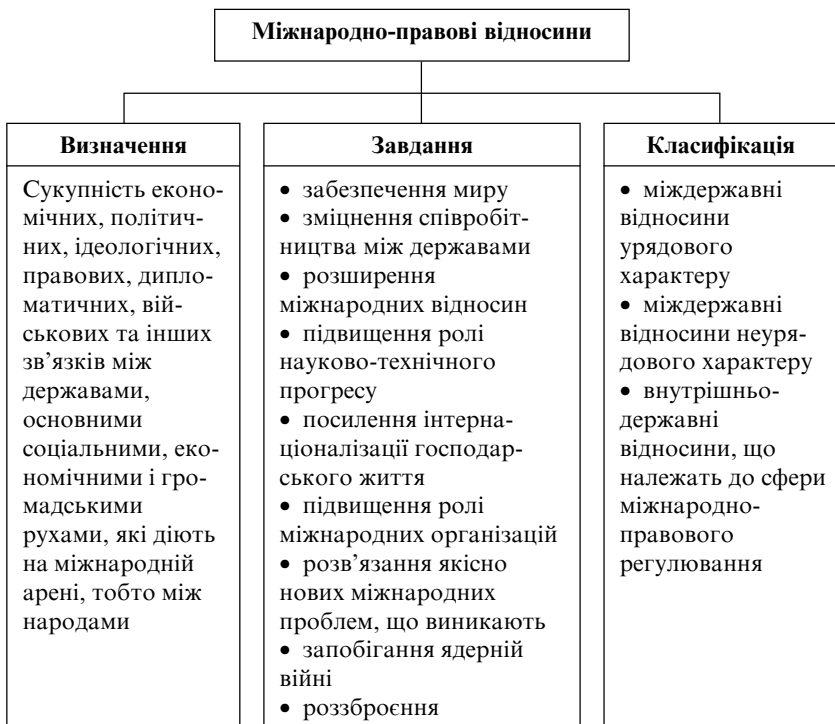 Міжнародно-правові відносини
Визначення
Сукупність еконо-
мічних, політич-
них, ідеологічних,
правових, дипло-
матичних, вій-
ськових та інших
зв'язків між
державами,
основними
соціальними, еко-
номічними і гро-
мадськими
рухами, які діють
на міжнародній
арені, тобто між
народами
Завдання
• забезпечення миру
• зміцнення співробіт-
ництва між державами
• розширення
міжнародних відносин
• підвищення ролі
науково-технічного
прогресу
• посилення інтерна-
ціоналізації господар-
ського життя
• підвищення ролі
міжнародних організацій
• розв'язання якісно
нових міжнародних
проблем, що виникають
• запобігання ядерній
війні
• роззброєння
Класифікація
• міждержавні
відносини
урядового
характеру
• міждержавні
відносини неуря-
дового характеру
• внутрішньо-
державні
відносини, що
належать до сфери
міжнародно-
правового
регулювання